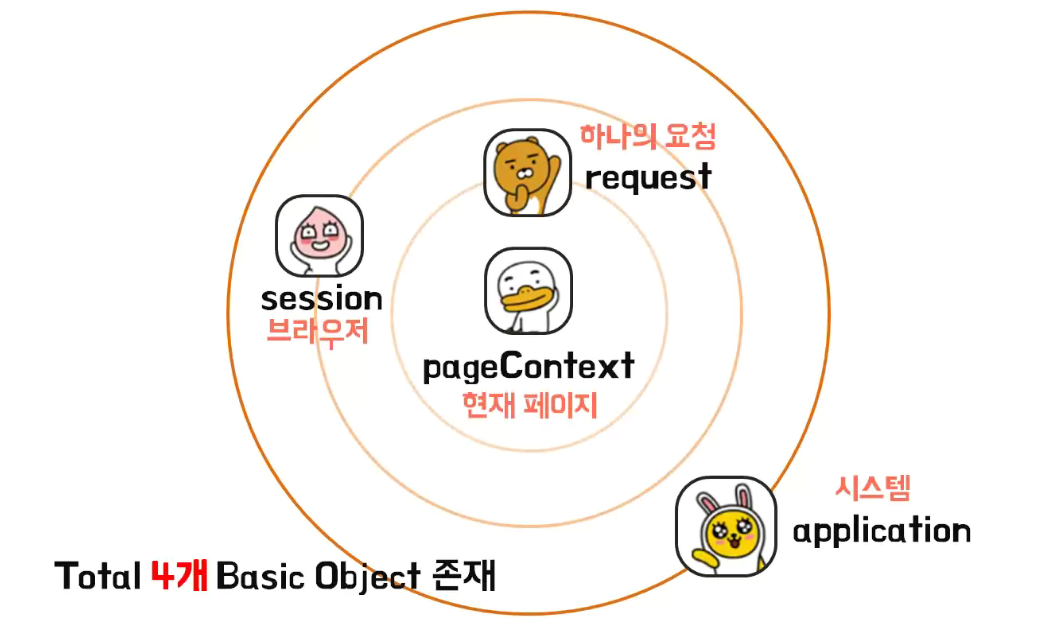 하나의 요청
request
session
브라우저
pageContext
현재 페이지
시스템
application
Total 4개 Basic Object 존재